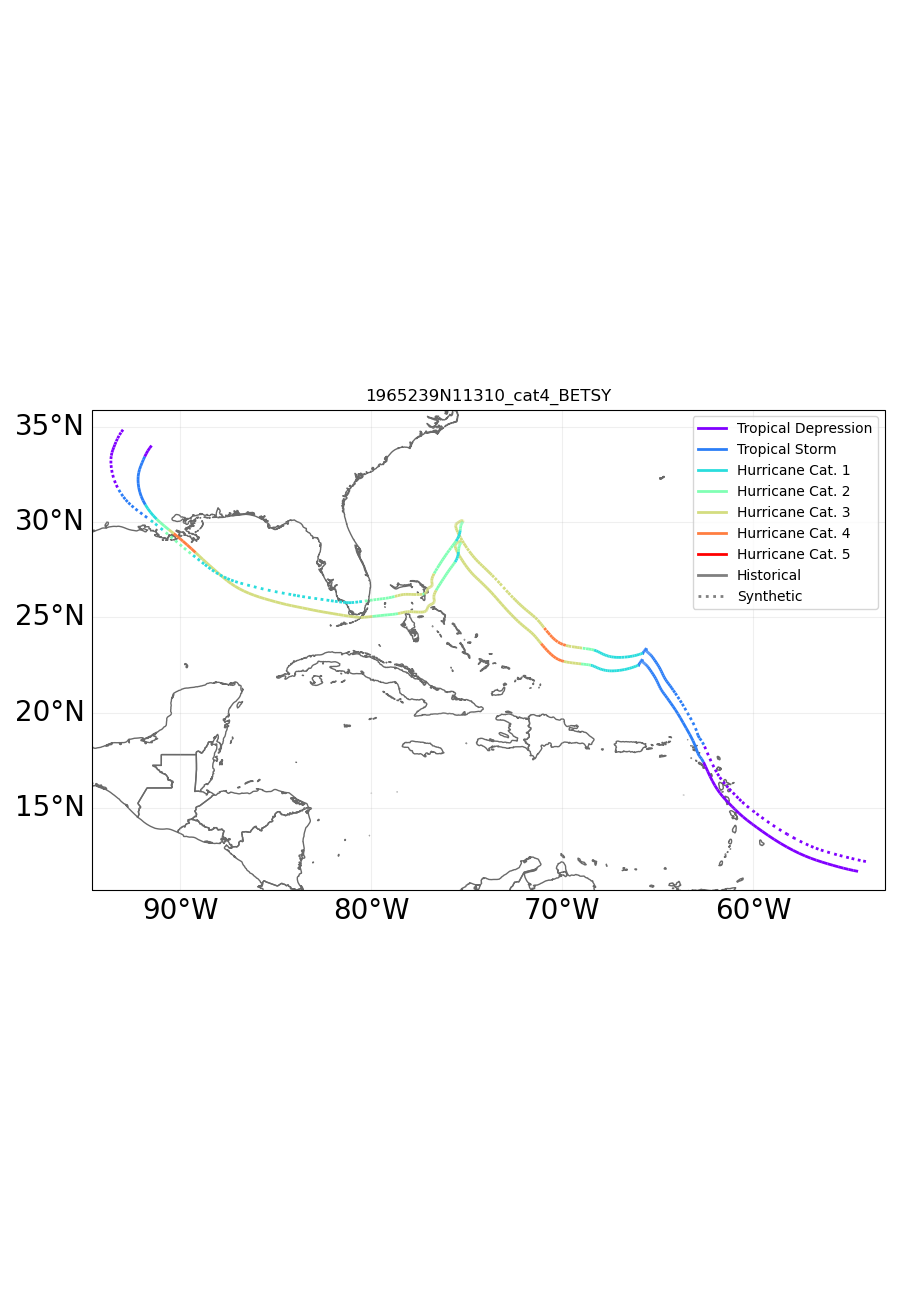 1965239N11310_cat4_BETSY
35°N
30°N
25°N
20°N
15°N
90°W
80°W
70°W
60°W
Tropical Depression
Tropical Storm
Hurricane Cat. 1
Hurricane Cat. 2
Hurricane Cat. 3
Hurricane Cat. 4
Hurricane Cat. 5
Historical
Synthetic